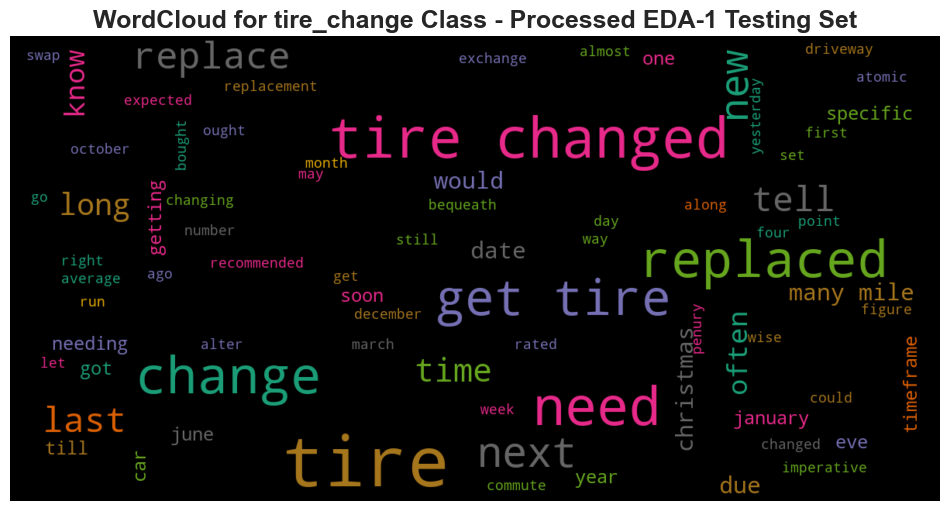 WordCloud for tire_change Class - Processed EDA-1 Testing Set
swap
know
replace
exchange
almost
one
new
driveway
atomic
replacement
expected
yesterday
specific
first
set
october
bought
ought
tire changed
month
may
would
go
long
getting
changing
bequeath
along
tell
point
four
day
way
number
still
date
right
average
ago
recommended
get
replaced
many mile
figure
run
soon
get tire
december
penury
often
wise
needing
alter
march
rated
let
got
change
time
christmas
timeframe
could
last
week
need
january
till
june
car
tire
next
commute
year
changed
eve
imperative
due